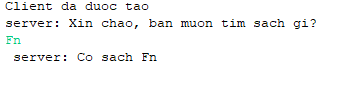 Client da duoc tao
server: Xin chao, ban muon tim sach gi?
Fn
server: Co sach Fn